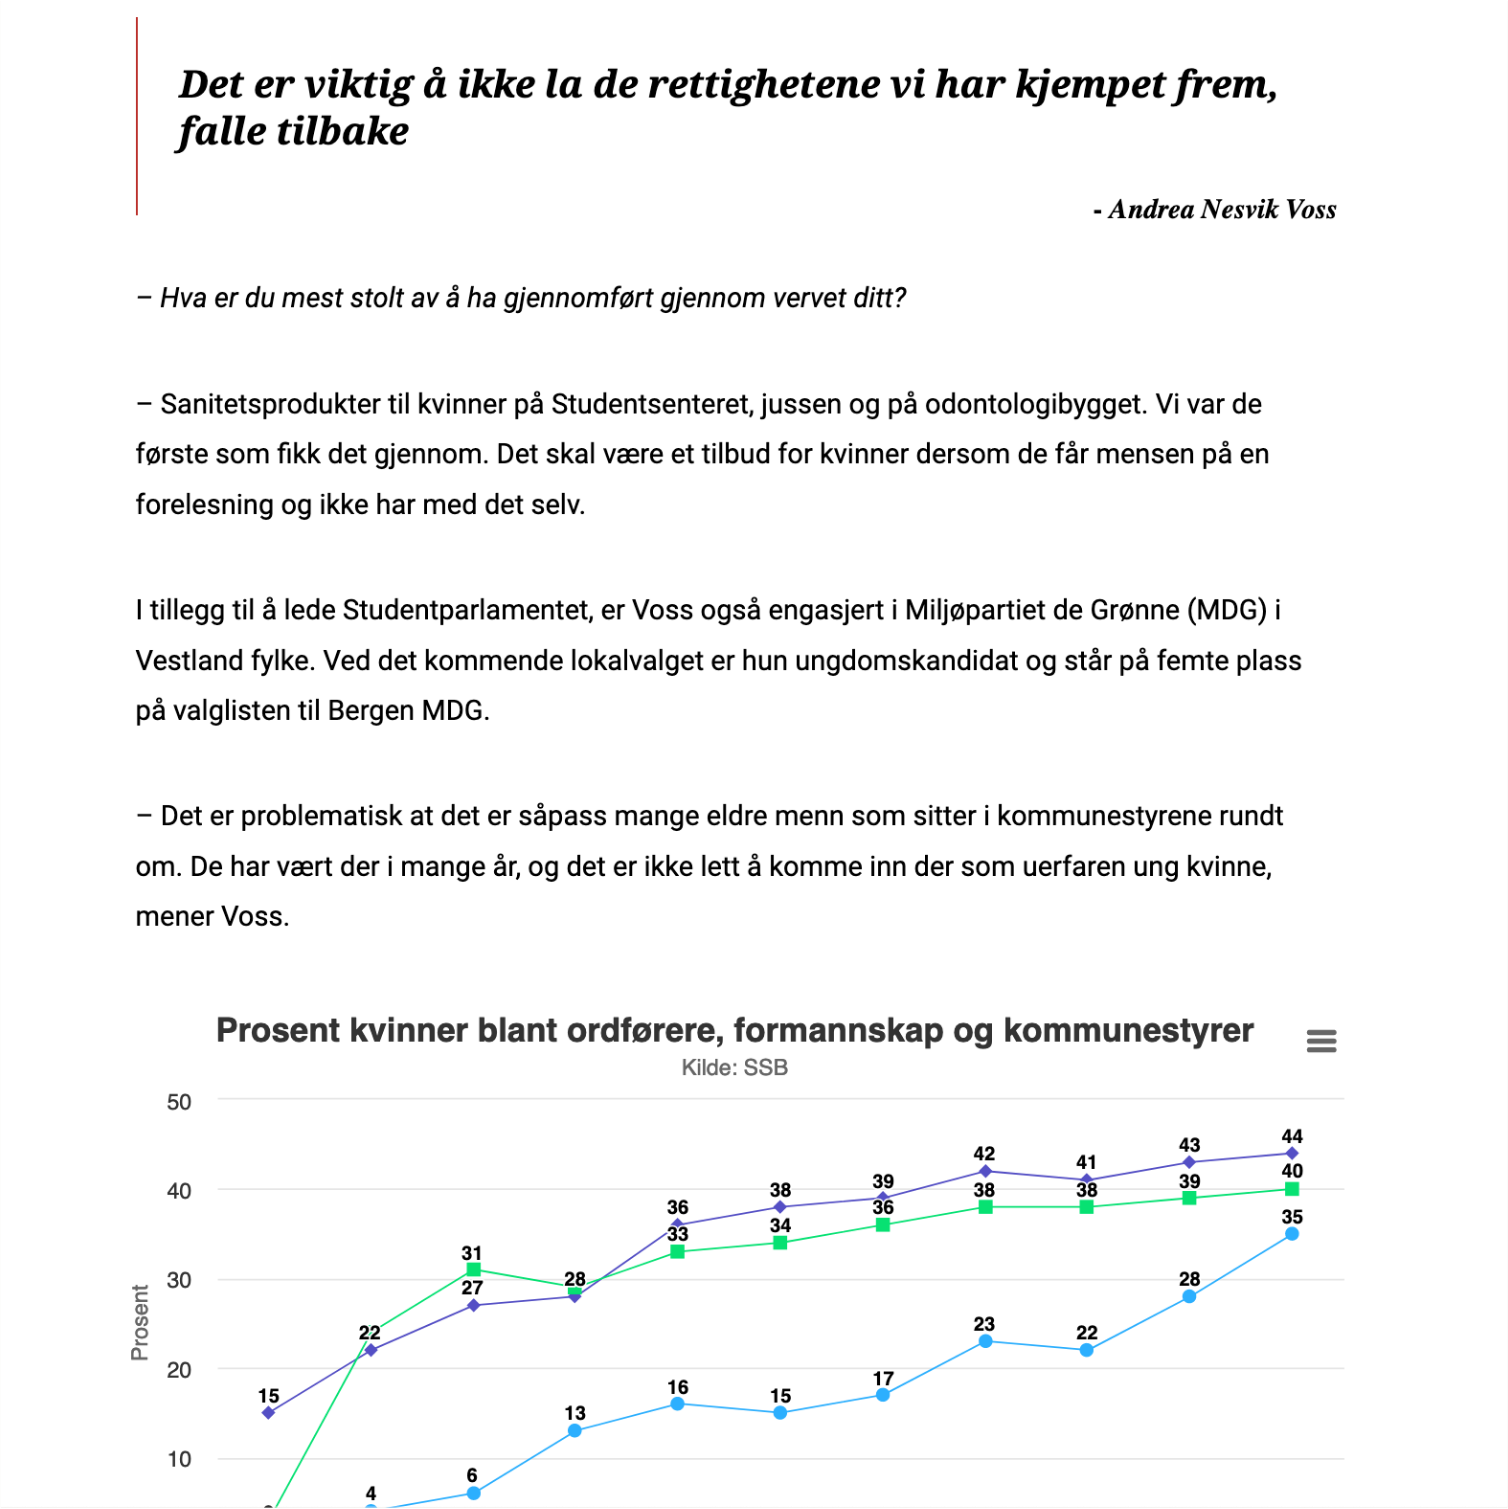 Det er viktig å ikke la de rettighetene vi har kjempet frem,
falle tilbake
- Andrea Nesvik Voss
– Hva er du mest stolt av å ha gjennomført gjennom vervet ditt?
– Sanitetsprodukter til kvinner på Studentsenteret, jussen og på odontologibygget. Vi var de
første som fikk det gjennom. Det skal være et tilbud for kvinner dersom de får mensen på en
forelesning og ikke har med det selv.
I tillegg til å lede Studentparlamentet, er Voss også engasjert i Miljøpartiet de Grønne (MDG) i
Vestland fylke. Ved det kommende lokalvalget er hun ungdomskandidat og står på femte plass
på valglisten til Bergen MDG.
– Det er problematisk at det er såpass mange eldre menn som sitter i kommunestyrene rundt
om. De har vært der i mange år, og det er ikke lett å komme inn der som uerfaren ung kvinne,
mener Voss.
Prosent kvinner blant ordførere, formannskap og kommunestyrer
Kilde: SSB
Prosent
50
40
30
20
10
15
22
27
28
36
38
39
42
41
43
44
31
33
34
36
38
38
39
40
4
6
13
16
15
17
23
22
28
35